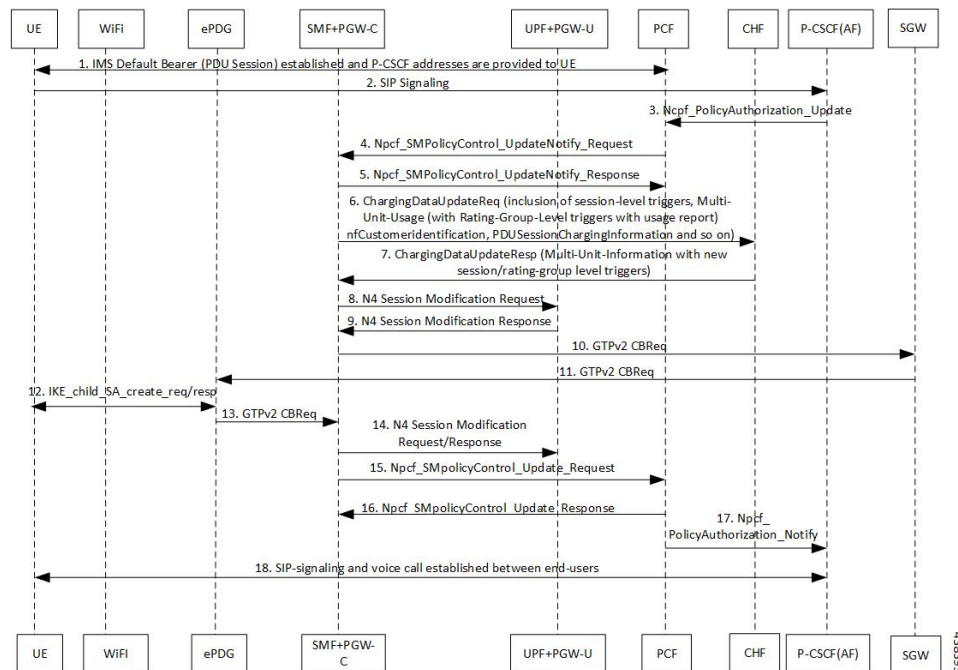 UE
WiFi
ePDG
SMF+PGW-C
UPF+PGW-U
PCF
CHF
P-CSCF(AF)
SGW
1. IMS Default Bearer (PDU Session) established and P-CSCF addresses are provided to UE
2. SIP Signaling
3. Ncpf_PolicyAuthorization_Update
4. Npcf_SMPolicyControl_UpdateNotify_Request
5. Npcf_SMPolicyControl_UpdateNotify_Response
6. ChargingDataUpdateReq (inclusion of session-level triggers, Multi-
Unit-Usage (with Rating-Group-Level triggers with usage report)
nfCustomeridentification, PDUSessionChargingInformation and so on)
7. ChargingDataUpdateResp (Multi-Unit-Information with new
session/rating-group level triggers)
8. N4 Session Modification Request
9. N4 Session Modification Response
10. GTPv2 CBReq
11. GTPv2 CBReq
12. IKE_child_SA_create_req/resp
13. GTPv2 CBReq
14. N4 Session Modification
Request/Response
15. Npcf_SMpolicyControl_Update_Request
16. Npcf_SMpolicyControl_Update_Response
17. Npcf_
PolicyAuthorization_Notify
18. SIP-signaling and voice call established between end-users
UE
WiFI
ePDG
SMF+PGW-
C
UPF+PGW-U
PCF
CHF
P-CSCF(AF)
SGW